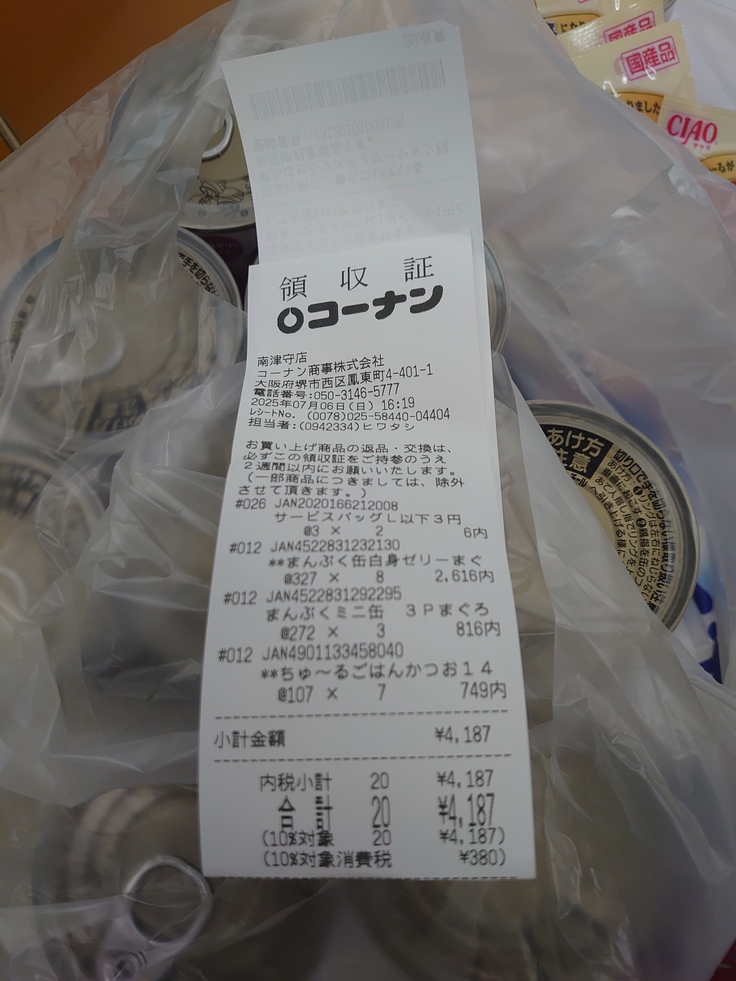 国産品
国産品
CIAO
領収証
コーナン
南津守店
コーナン商事株式会社
大阪府堺市西区鳳東町4-401-1
電話番号:050-3146-5777
2025年07月06日(日) 16:19
レシートNo. (0078)025-58440-04404
担当者:(0942334)ヒワタシ
お買い上げ商品の返品・交換は、
必ずこの領収証をご持参のうえ
2週間以内にお願いいたします。
(一部商品につきましては、除外
させて頂きます。)
#026 JAN2020166212008
サービスバッグL以下3円
@3 × 2 6内
#012 JAN4522831232130
**まんぷく缶白身ゼリーまぐ
@327 × 8 2,616内
#012 JAN4522831292295
まんぷくミニ缶 3Pまぐろ
@272 × 3 816内
#012 JAN4901133458040
**ちゅ～るごはんかつお14
@107 × 7 749内
小計金額 ¥4,187
内税小計 20 ¥4,187
合計 20 ¥4,187
(10%対象 20 ¥4,187)
(10%対象消費税 ¥380)
あけ方
注意